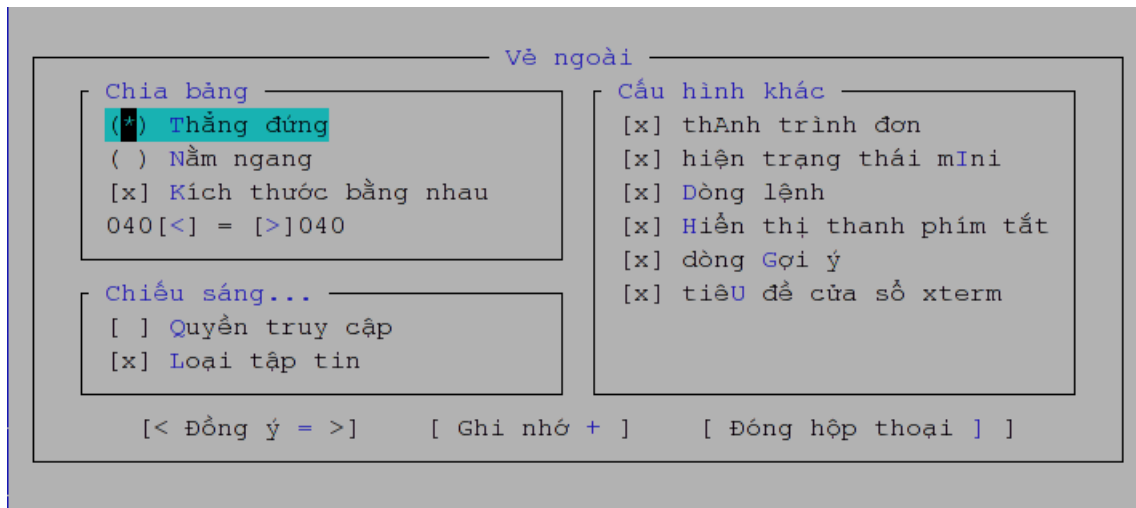 Vẻ ngoài
Chia bảng
(*) Thẳng đứng
( ) Nằm ngang
[x] Kích thước bằng nhau
040[<] = [>]040
Chiếu sáng...
[ ] Quyền truy cập
[x] Loại tập tin
Cấu hình khác
[x] thAnh trình đơn
[x] hiện trạng thái mIni
[x] Dòng lệnh
[x] Hiển thị thanh phím tắt
[x] dòng Gợi ý
[x] tiêU đề cửa sổ xterm
[< Đồng ý = >] [ Ghi nhớ + ] [ Đóng hộp thoại ] ]